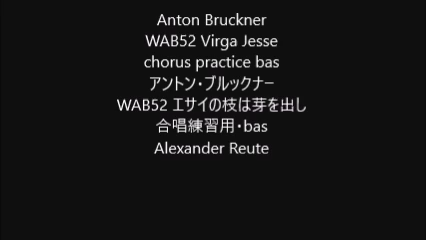 Anton Bruckner
WAB52 Virga Jesse
chorus practice bas
アントン・ブルックナー
WAB52 エサイの枝は芽を出し
合唱練習用・bas
Alexander Reute